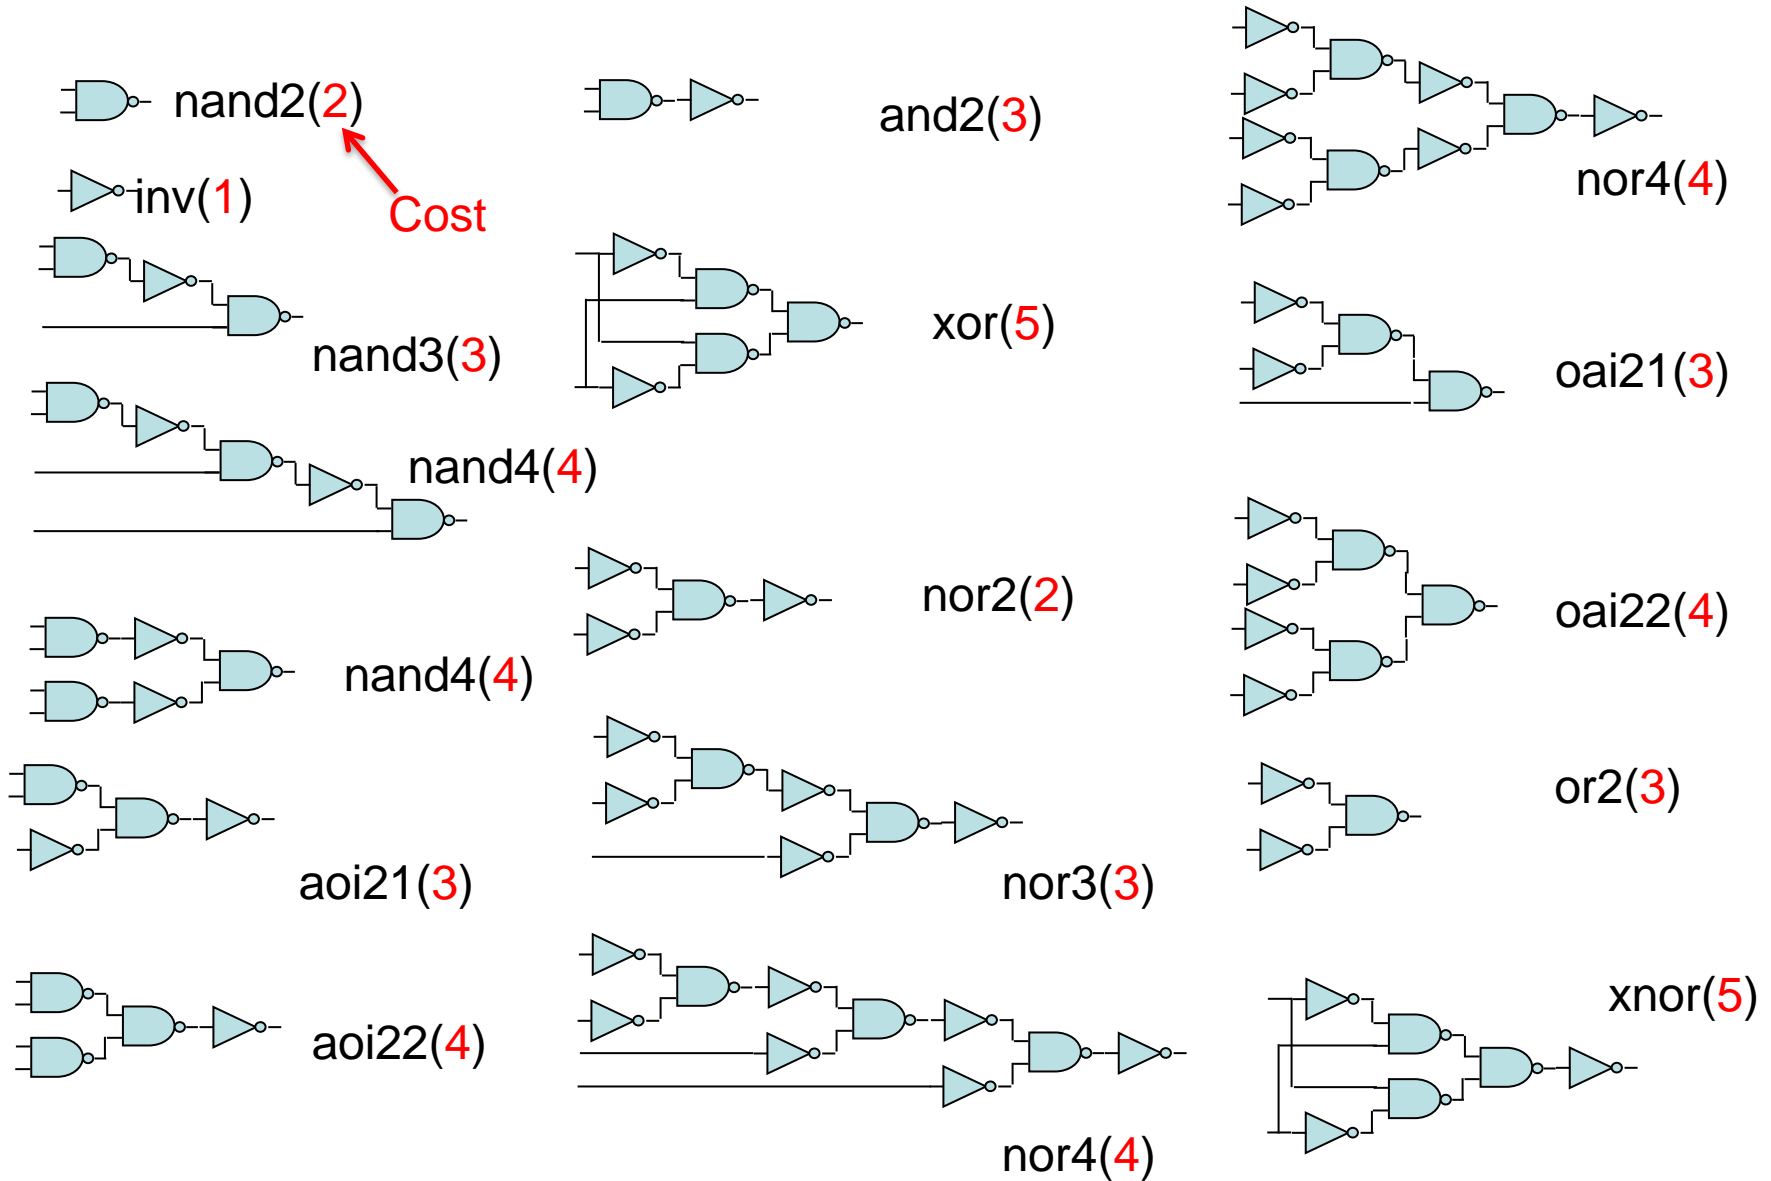 nand2(2)
inv(1)
Cost
nand3(3)
nand4(4)
nand4(4)
aoi21(3)
aoi22(4)
and2(3)
xor(5)
nor2(2)
nor3(3)
nor4(4)
nor4(4)
oai21(3)
oai22(4)
or2(3)
xnor(5)